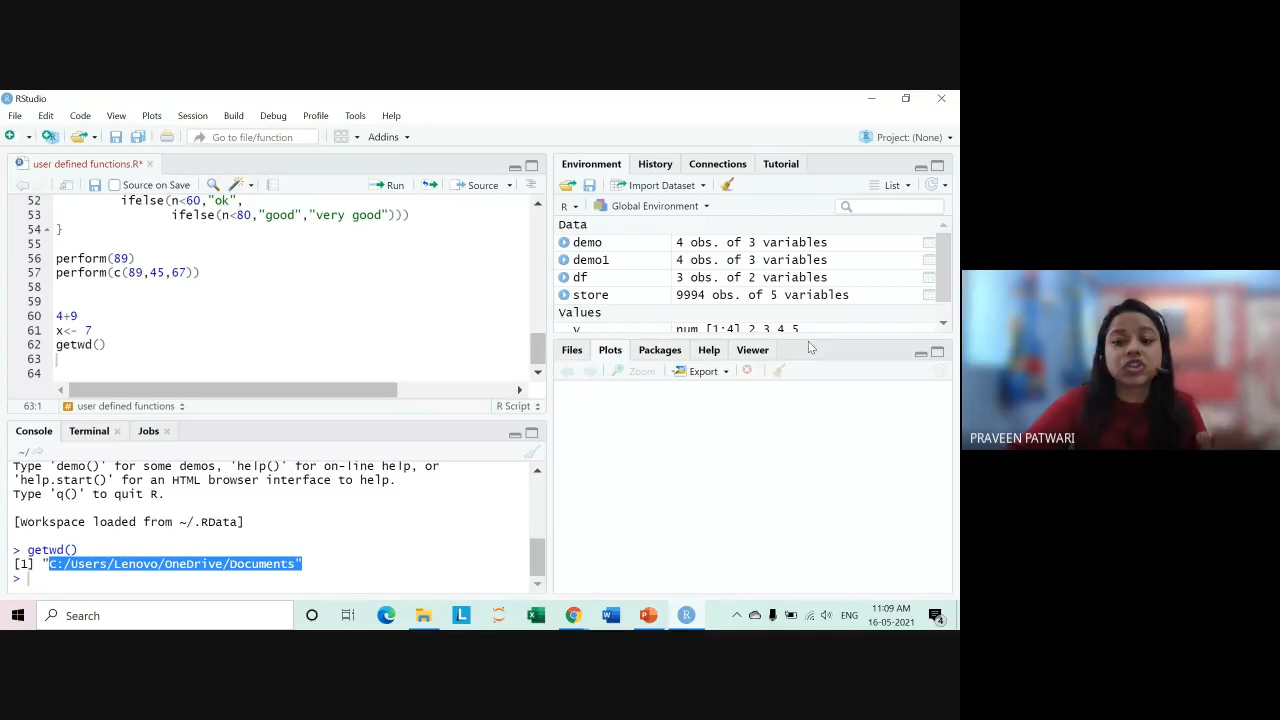 RStudio
File Edit Code View Plots Session Build Debug Profile Tools Help
Go to file/function
Addins
Project: (None)
user defined functions.R*
Source on Save
Run
Source
52 ifelse(n<60,"ok",
53 ifelse(n<80,"good","very good")))
54 }
55
56 perform(89)
57 perform(c(89,45,67))
58
59
60 4+9
61 x<- 7
62 getwd()
63
64
63:1 user defined functions R Script
Console Terminal Jobs
~/
Type 'demo()' for some demos, 'help()' for on-line help, or
'help.start()' for an HTML browser interface to help.
Type 'q()' to quit R.
[Workspace loaded from ~/.RData]
> getwd()
[1] "C:/Users/Lenovo/OneDrive/Documents"
>
Environment History Connections Tutorial
Import Dataset List
R Global Environment
Data
demo 4 obs. of 3 variables
demo1 4 obs. of 3 variables
df 3 obs. of 2 variables
store 9994 obs. of 5 variables
Values
v num [1:4] 2 3 4 5
Files Plots Packages Help Viewer
Zoom Export
PRAVEEN PATWARI
Search
ENG
11:09 AM
16-05-2021
4